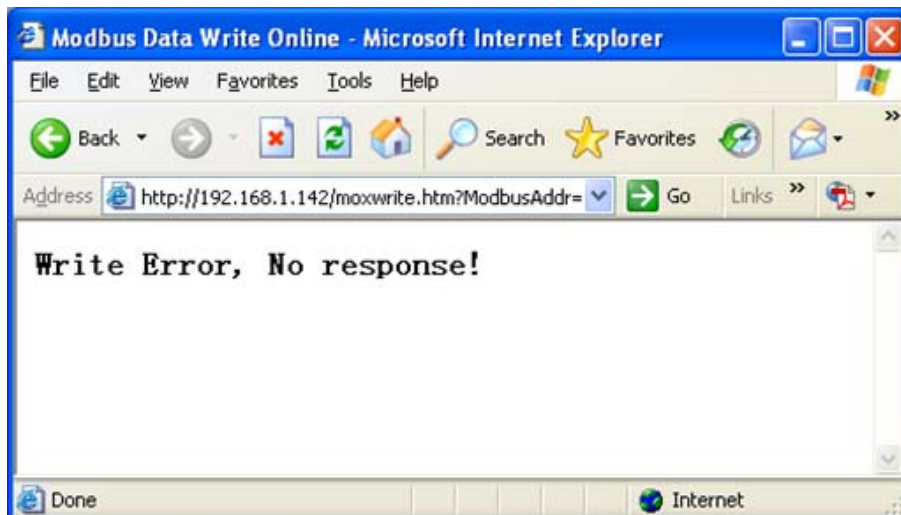 Modbus Data Write Online - Microsoft Internet Explorer
File Edit View Favorites Tools Help
Back Search Favorites
Address http://192.168.1.142/moxwrite.htm?ModbusAddr= Go Links
Write Error, No response!
Done Internet